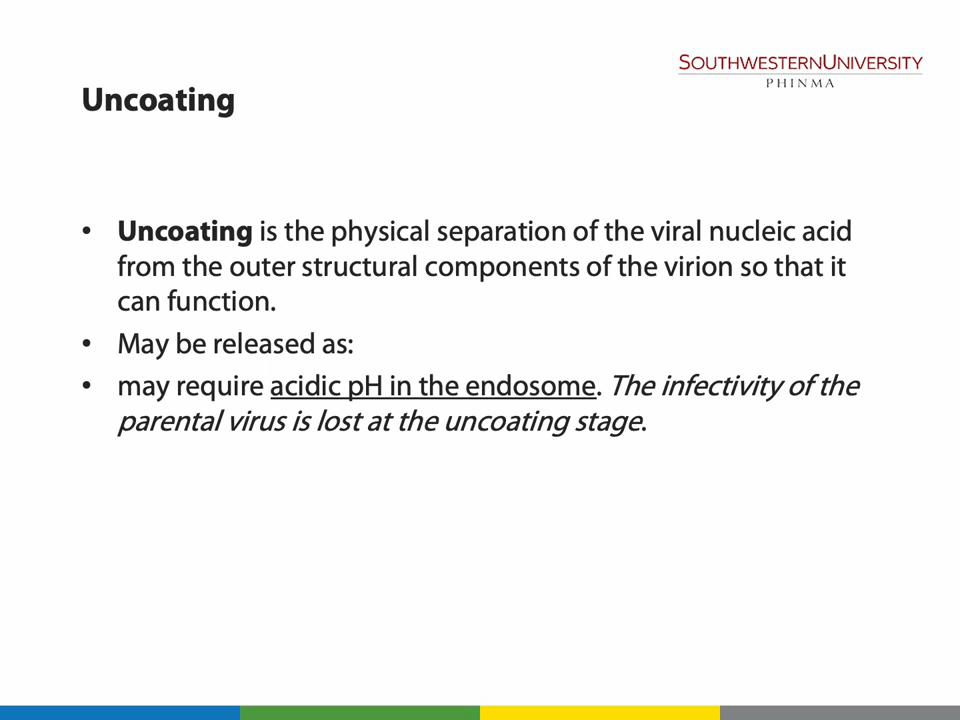 SOUTHWESTERNUNIVERSITY
PHINMA
Uncoating
• Uncoating is the physical separation of the viral nucleic acid
from the outer structural components of the virion so that it
can function.
• May be released as:
• may require acidic pH in the endosome. The infectivity of the
parental virus is lost at the uncoating stage.